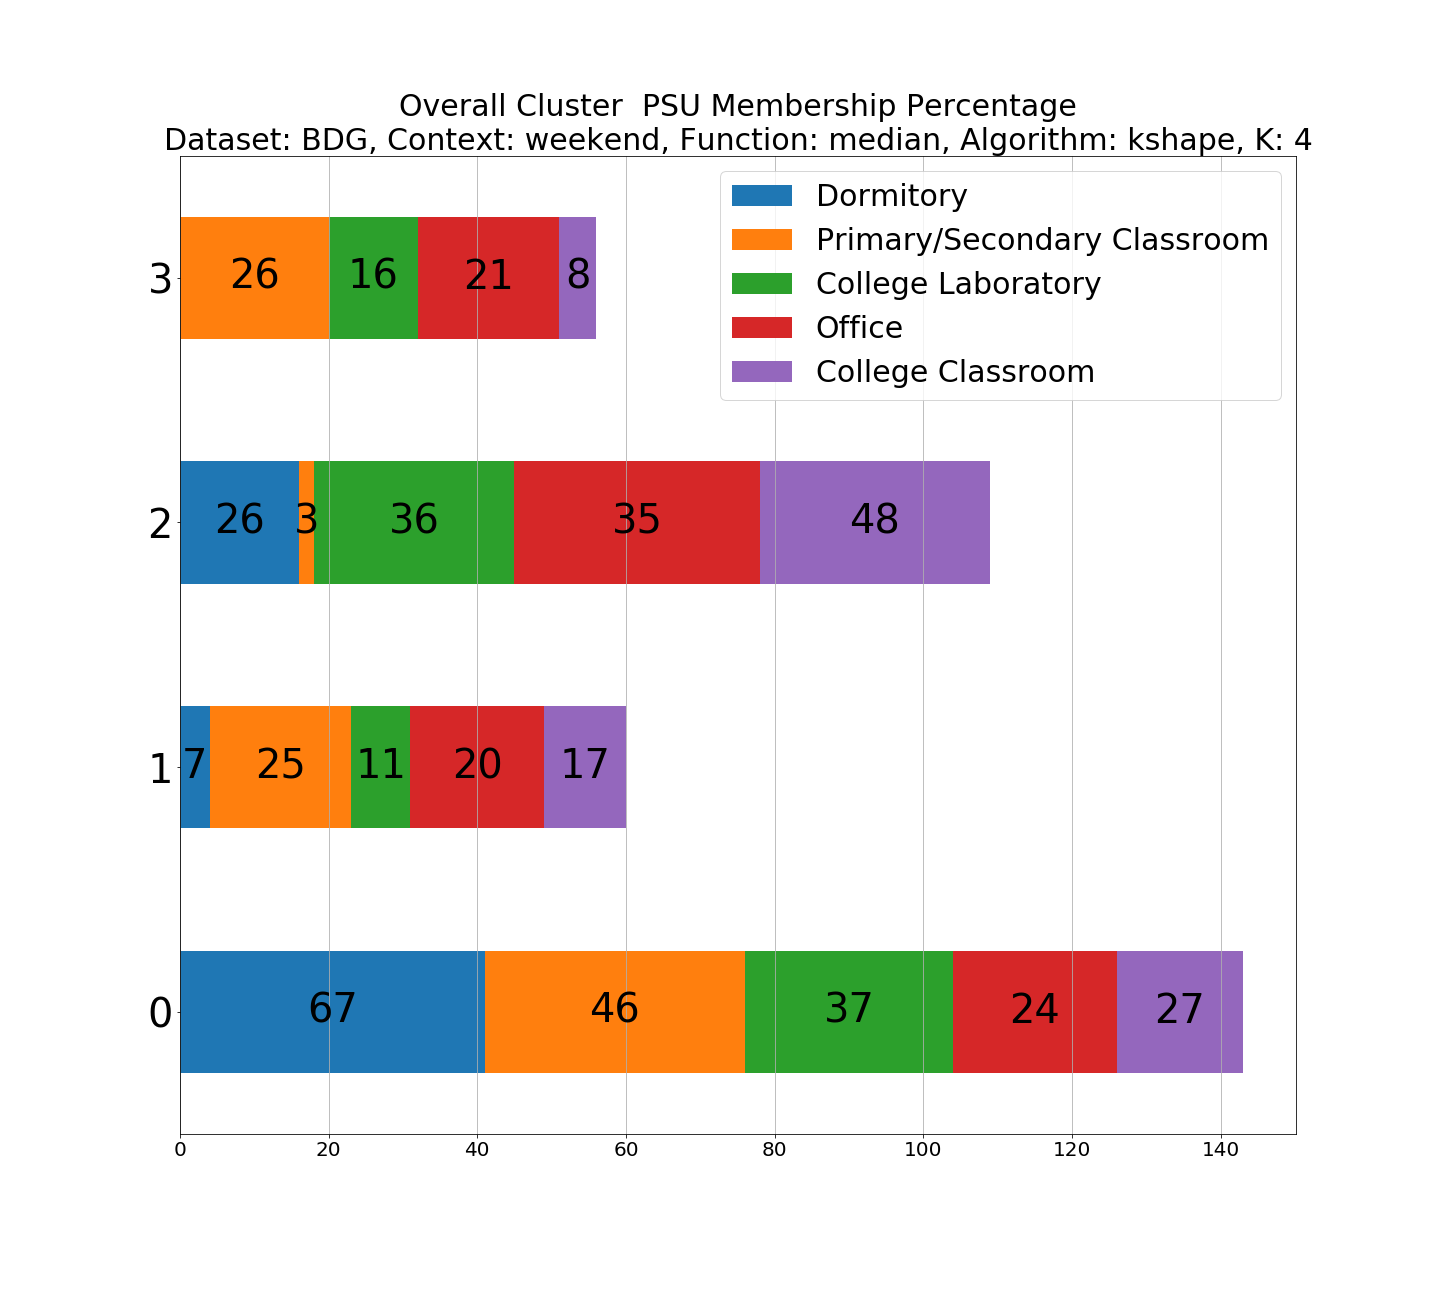 Overall Cluster  PSU Membership Percentage
Dataset: BDG, Context: weekend, Function: median, Algorithm: kshape, K: 4
Dormitory
Primary/Secondary Classroom
College Laboratory
Office
College Classroom
3 26 16 21 8
2 26 3 36 35 48
1 7 25 11 20 17
0 67 46 37 24 27
0 20 40 60 80 100 120 140